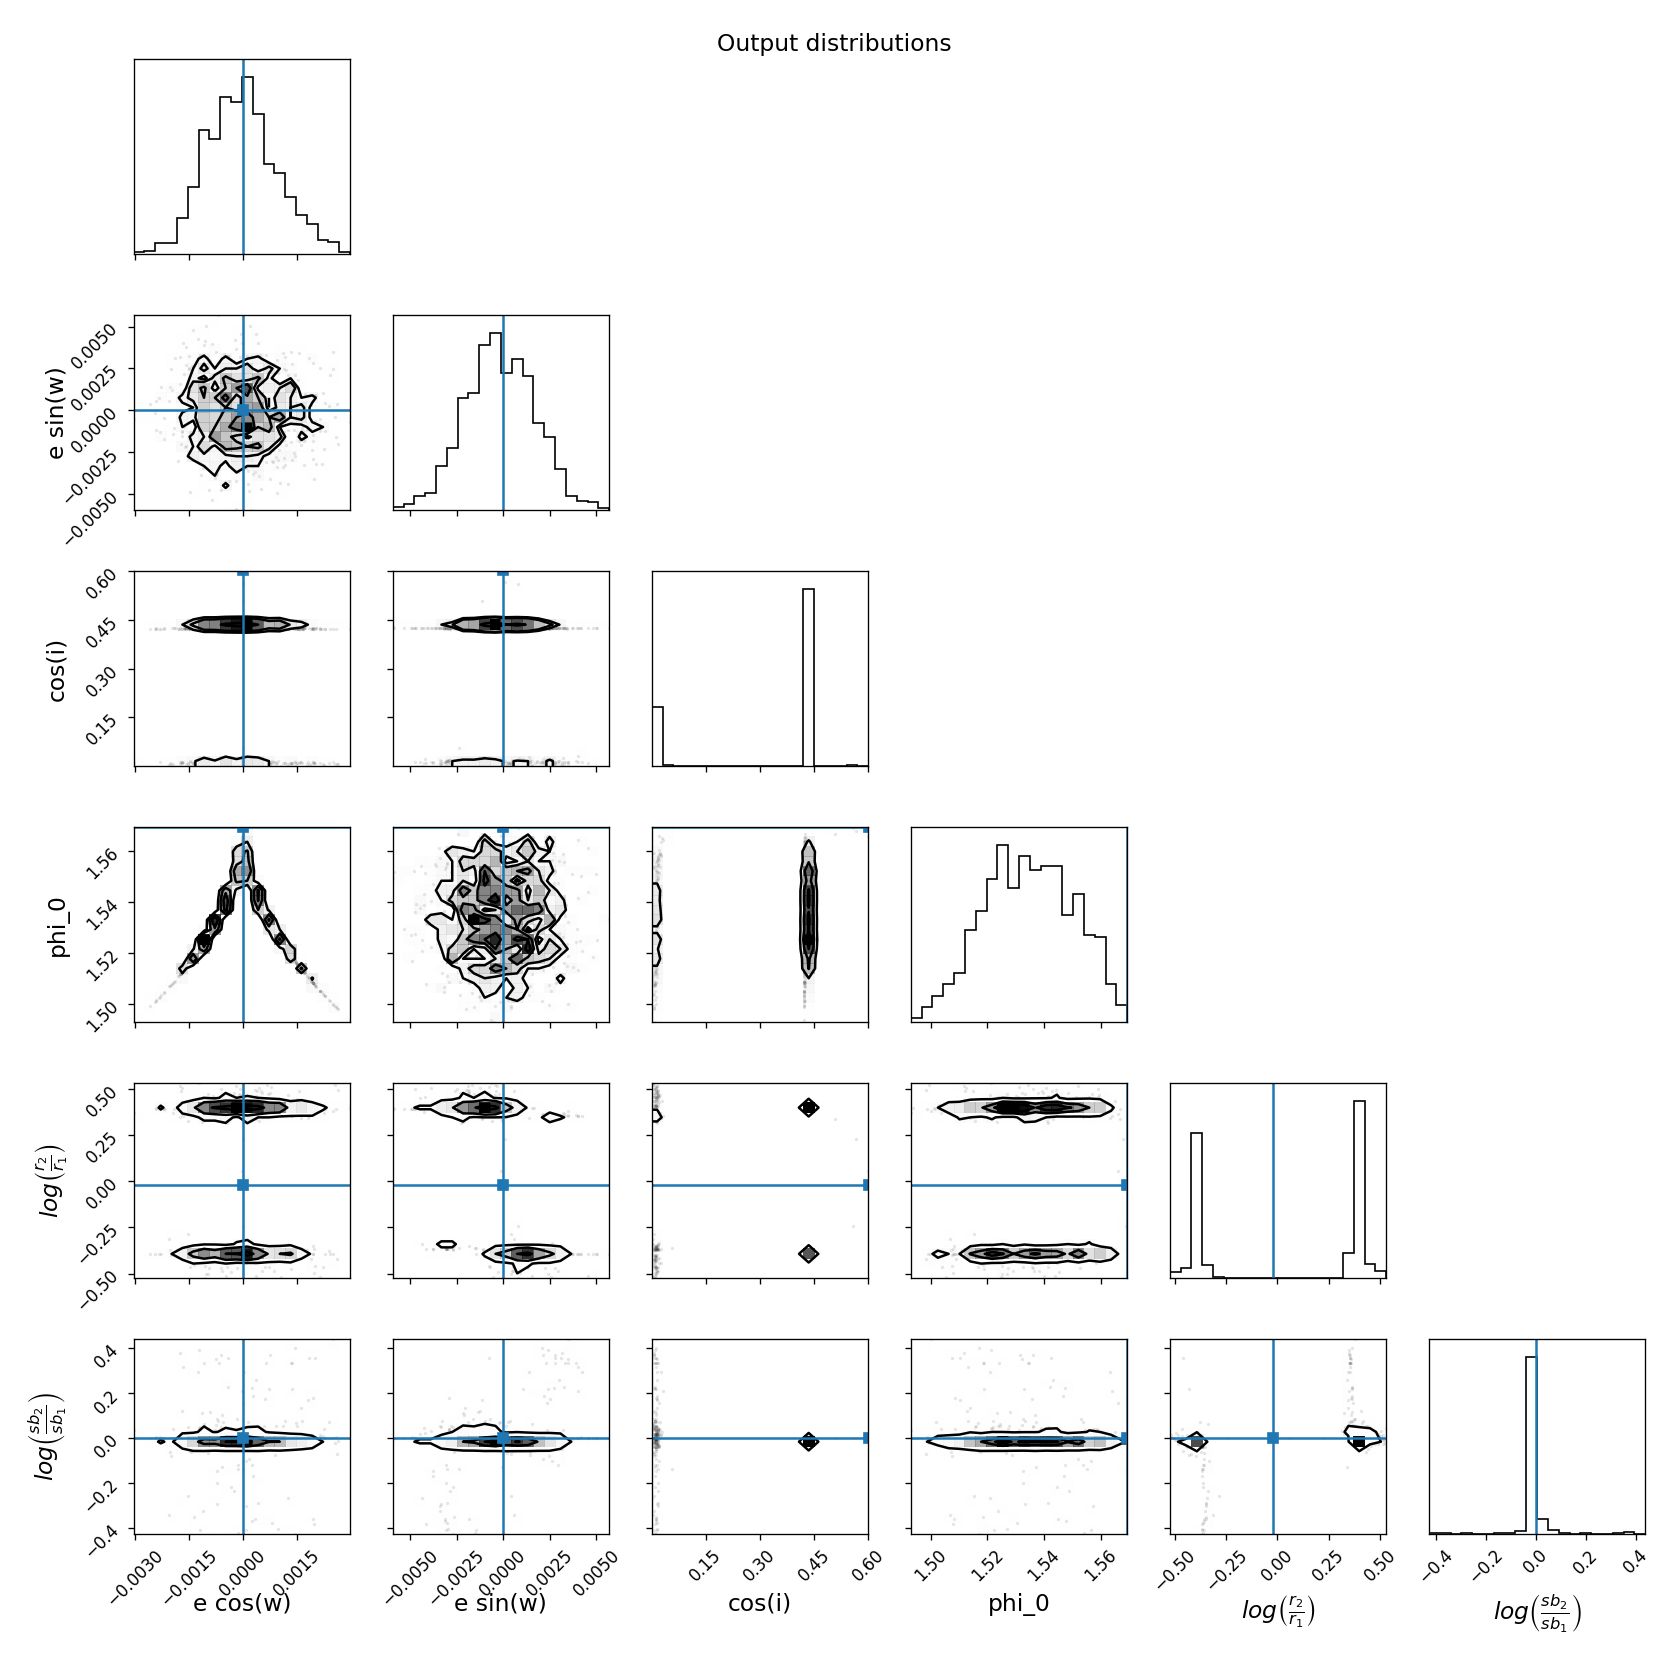 Output distributions
e sin(w)
0.0050
0.0025
0.0000
−0.0025
−0.0050
cos(i)
0.60
0.45
0.30
0.15
phi_0
1.56
1.54
1.52
1.50
log(r₂/r₁)
0.50
0.25
0.00
−0.25
−0.50
log(sb₂/sb₁)
0.4
0.2
0.0
−0.2
−0.4
−0.0030 −0.0015 0.0000 0.0015
−0.0050 −0.0025 0.0000 0.0025 0.0050
0.15 0.30 0.45 0.60
1.50 1.52 1.54 1.56
−0.50 −0.25 0.00 0.25 0.50
−0.4 −0.2 0.0 0.2 0.4
e cos(w) e sin(w) cos(i) phi_0 log(r₂/r₁) log(sb₂/sb₁)